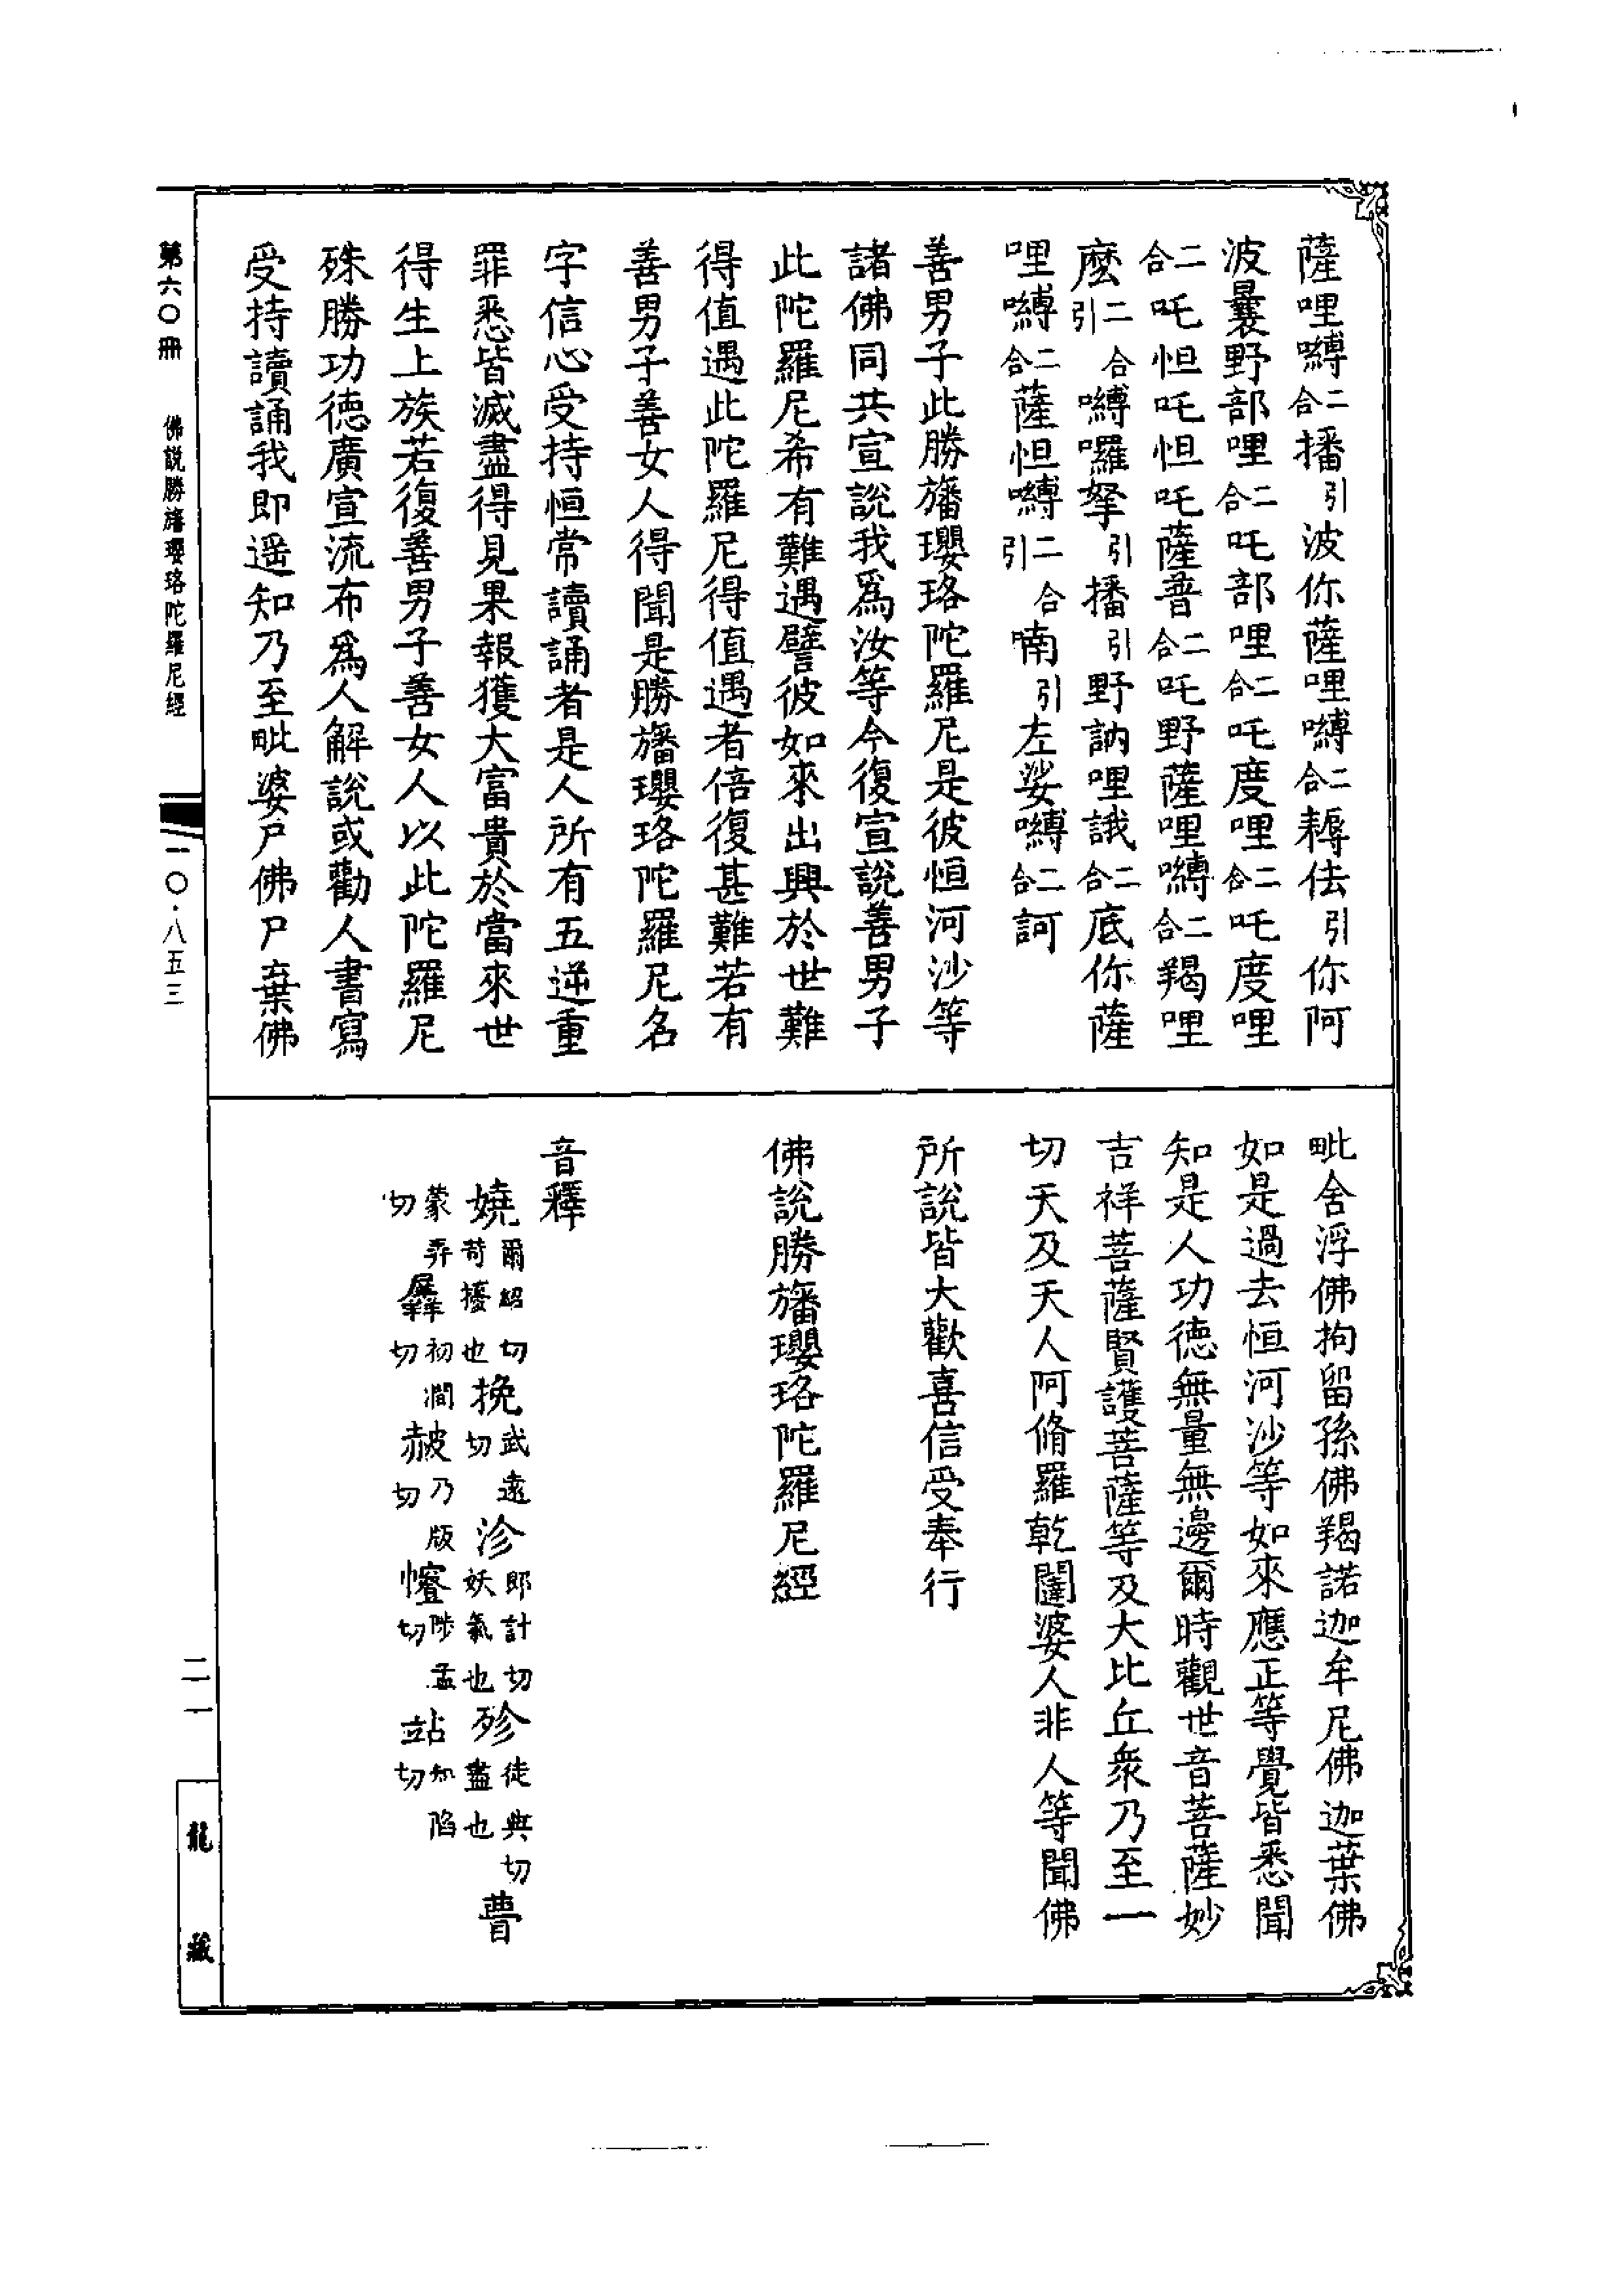 薩哩嚩二合播引波你薩哩嚩二合耨佉引你阿
波曩野部哩二合吒部哩二合吒度哩二合吒度哩
二合吒怛吒怛吒薩普二合吒野薩哩嚩二合羯哩
麼二合引嚩囉拏引播引野訥哩誐二合底你薩
哩嚩二合薩怛嚩二合引喃引左娑嚩二合訶
善男子此勝旛瓔珞陀羅尼是彼恒河沙等
諸佛同共宣說我爲汝等今復宣說善男子
此陀羅尼希有難遇譬彼如來出興於世難
得值遇此陀羅尼得值遇者倍復甚難若有
善男子善女人得聞是勝旛瓔珞陀羅尼名
字信心受持恒常讀誦者是人所有五逆重
罪悉皆滅盡得見果報獲大富貴於當來世
得生上族若復善男子善女人以此陀羅尼
殊勝功德廣宣流布爲人解說或勸人書寫
受持讀誦我即遥知乃至毗婆尸佛尸棄佛
毗舍浮佛拘留孫佛羯諾迦牟尼佛迦葉佛
如是過去恒河沙等如來應正等覺皆悉聞
知是人功德無量無邊爾時觀世音菩薩妙
吉祥菩薩賢護菩薩等及大比丘衆乃至一
切天及天人阿脩羅乾闥婆人非人等聞佛
所說皆大歡喜信受奉行
佛說勝旛瓔珞陀羅尼經
音釋
嬈爾紹切苛擾也挽武遠切沴郎計切妖氣也殄徒典切盡也瞢
蒙弄切羼初澗切赧乃版切㡧陟孟切站知陷切
第六〇冊 佛說勝旛瓔珞陀羅尼經
一〇·八五三
二一
龍藏